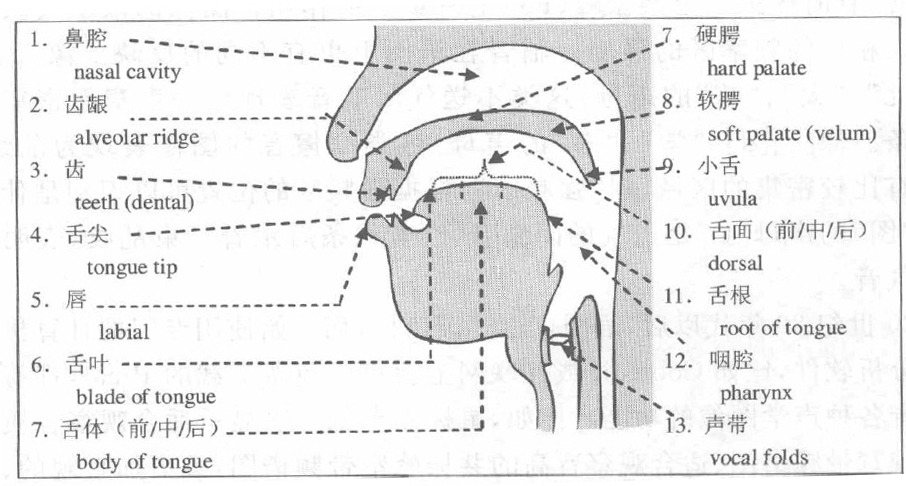 1. 鼻腔
nasal cavity
2. 齿龈
alveolar ridge
3. 齿
teeth (dental)
4. 舌尖
tongue tip
5. 唇
labial
6. 舌叶
blade of tongue
7. 舌体（前/中/后）
body of tongue
7. 硬腭
hard palate
8. 软腭
soft palate (velum)
9. 小舌
uvula
10. 舌面（前/中/后）
dorsal
11. 舌根
root of tongue
12. 咽腔
pharynx
13. 声带
vocal folds